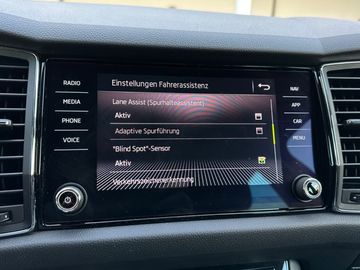 Einstellungen Fahrerassistenz
RADIO
MEDIA
PHONE
VOICE
Lane Assist (Spurhalteassistent)
Aktiv
Adaptive Spurführung
"Blind Spot"-Sensor
Aktiv
Verkehrszeichenerkennung
NAV
APP
CAR
MENU